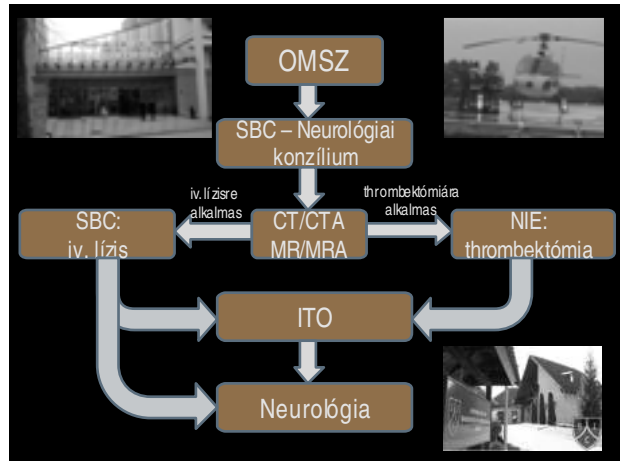 OMSZ
SBC – Neurológiai
konzílium
iv. lízisre
alkalmas
thrombektómiára
alkalmas
SBC:
iv. lízis
CT/CTA
MR/MRA
NIE:
thrombektómia
ITO
Neurológia